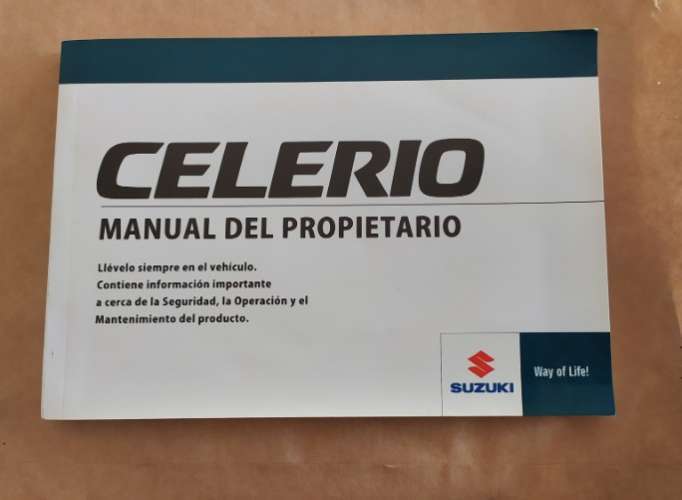 CELERIO
MANUAL DEL PROPIETARIO
Llévelo siempre en el vehículo.
Contiene información importante
a cerca de la Seguridad, la Operación y el
Mantenimiento del producto.
SUZUKI
Way of Life!